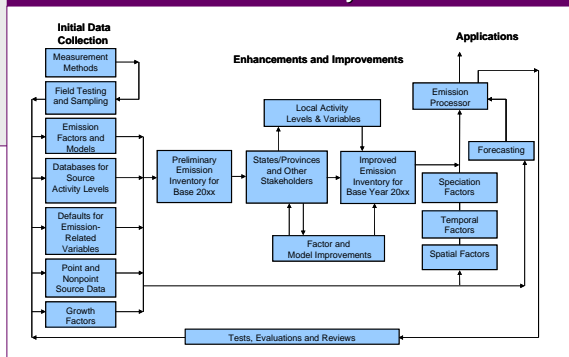 Initial Data
Collection
Measurement
Methods
Field Testing
and Sampling
Emission
Factors and
Models
Databases for
Source
Activity Levels
Defaults for
Emission-
Related
Variables
Point and
Nonpoint
Source Data
Growth
Factors
Enhancements and Improvements
Local Activity
Levels & Variables
Preliminary
Emission
Inventory for
Base 20xx
States/Provinces
and Other
Stakeholders
Improved
Emission
Inventory for
Base Year 20xx
Factor and
Model Improvements
Applications
Emission
Processor
Forecasting
Speciation
Factors
Temporal
Factors
Spatial Factors
Tests, Evaluations and Reviews